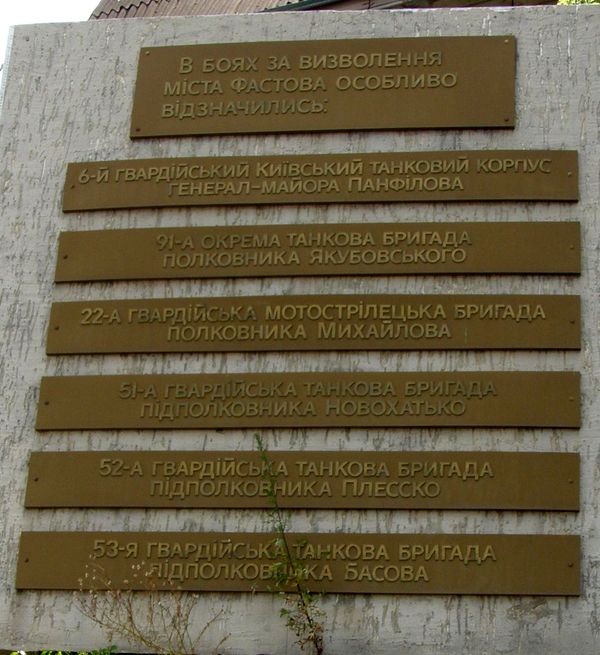 В БОЯХ ЗА ВИЗВОЛЕННЯ
МІСТА ФАСТОВА ОСОБЛИВО
ВІДЗНАЧИЛИСЬ:
6-Й ГВАРДІЙСЬКИЙ КИЇВСЬКИЙ ТАНКОВИЙ КОРПУС
ГЕНЕРАЛ-МАЙОРА ПАНФІЛОВА
91-А ОКРЕМА ТАНКОВА БРИГАДА
ПОЛКОВНИКА ЯКУБОВСЬКОГО
22-А ГВАРДІЙСЬКА МОТОСТРІЛЕЦЬКА БРИГАДА
ПОЛКОВНИКА МИХАЙЛОВА
51-А ГВАРДІЙСЬКА ТАНКОВА БРИГАДА
ПІДПОЛКОВНИКА НОВОХАТЬКО
52-А ГВАРДІЙСЬКА ТАНКОВА БРИГАДА
ПІДПОЛКОВНИКА ПЛЕССКО
53-Я ГВАРДІЙСЬКА ТАНКОВА БРИГАДА
ПІДПОЛКОВНИКА БАСОВА